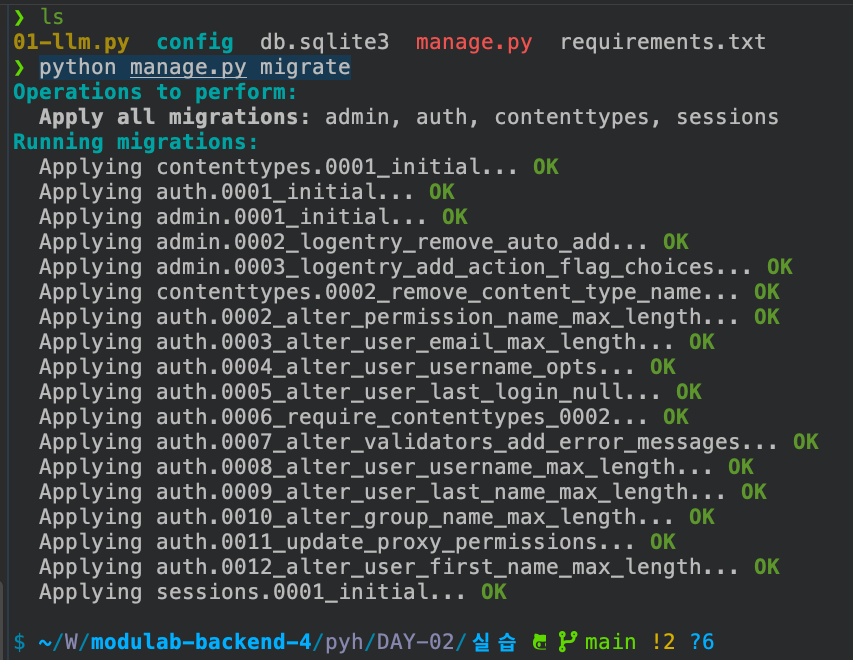 ❯ ls
01-llm.py config db.sqlite3 manage.py requirements.txt
❯ python manage.py migrate
Operations to perform:
  Apply all migrations: admin, auth, contenttypes, sessions
Running migrations:
  Applying contenttypes.0001_initial... OK
  Applying auth.0001_initial... OK
  Applying admin.0001_initial... OK
  Applying admin.0002_logentry_remove_auto_add... OK
  Applying admin.0003_logentry_add_action_flag_choices... OK
  Applying contenttypes.0002_remove_content_type_name... OK
  Applying auth.0002_alter_permission_name_max_length... OK
  Applying auth.0003_alter_user_email_max_length... OK
  Applying auth.0004_alter_user_username_opts... OK
  Applying auth.0005_alter_user_last_login_null... OK
  Applying auth.0006_require_contenttypes_0002... OK
  Applying auth.0007_alter_validators_add_error_messages... OK
  Applying auth.0008_alter_user_username_max_length... OK
  Applying auth.0009_alter_user_last_name_max_length... OK
  Applying auth.0010_alter_group_name_max_length... OK
  Applying auth.0011_update_proxy_permissions... OK
  Applying auth.0012_alter_user_first_name_max_length... OK
  Applying sessions.0001_initial... OK
$ ~/W/modulab-backend-4/pyh/DAY-02/실습 main !2 ?6